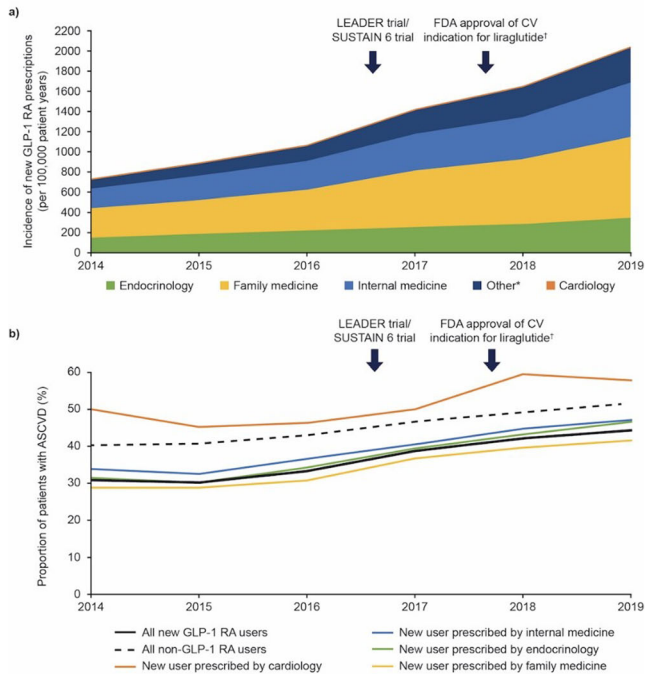 a)
LEADER trial/
SUSTAIN 6 trial
FDA approval of CV
indication for liraglutide†
Incidence of new GLP-1 RA prescriptions
(per 100,000 patient years)
2200
2000
1800
1600
1400
1200
1000
800
600
400
200
0
2014 2015 2016 2017 2018 2019
Endocrinology Family medicine Internal medicine Other* Cardiology
b)
LEADER trial/
SUSTAIN 6 trial
FDA approval of CV
indication for liraglutide†
Proportion of patients with ASCVD (%)
60
50
40
30
20
10
0
2014 2015 2016 2017 2018 2019
All new GLP-1 RA users
All non-GLP-1 RA users
New user prescribed by cardiology
New user prescribed by internal medicine
New user prescribed by endocrinology
New user prescribed by family medicine